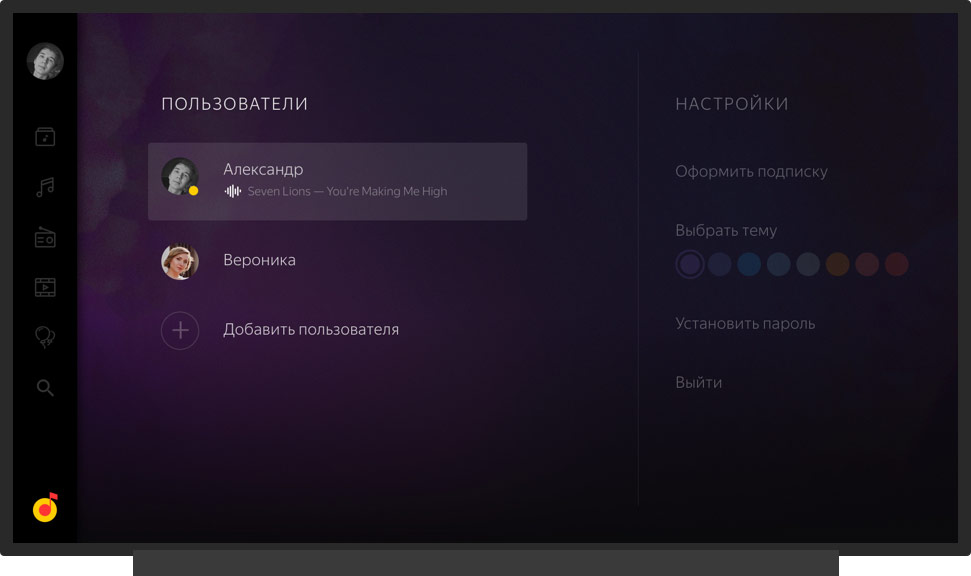 ПОЛЬЗОВАТЕЛИ
Александр
Seven Lions — You're Making Me High
Вероника
Добавить пользователя
НАСТРОЙКИ
Оформить подписку
Выбрать тему
Установить пароль
Выйти